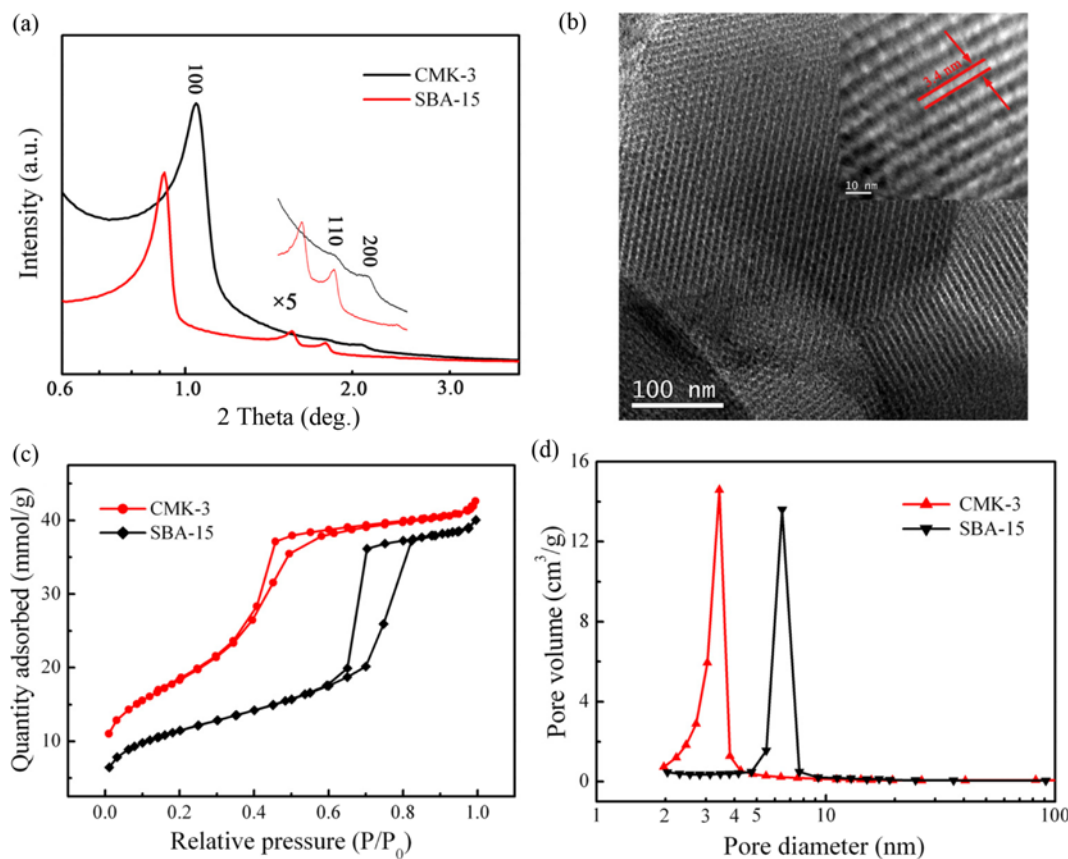 (a)
CMK-3
SBA-15
100
110
200
×5
Intensity (a.u.)
0.6
1.0
2.0
3.0
2 Theta (deg.)
(b)
3.4 nm
10 nm
100 nm
(c)
CMK-3
SBA-15
Quantity adsorbed (mmol/g)
40
30
20
10
0.0
0.2
0.4
0.6
0.8
1.0
Relative pressure (P/P0)
(d)
CMK-3
SBA-15
Pore volume (cm3/g)
16
12
8
4
0
1
2
3
4
10
100
Pore diameter (nm)